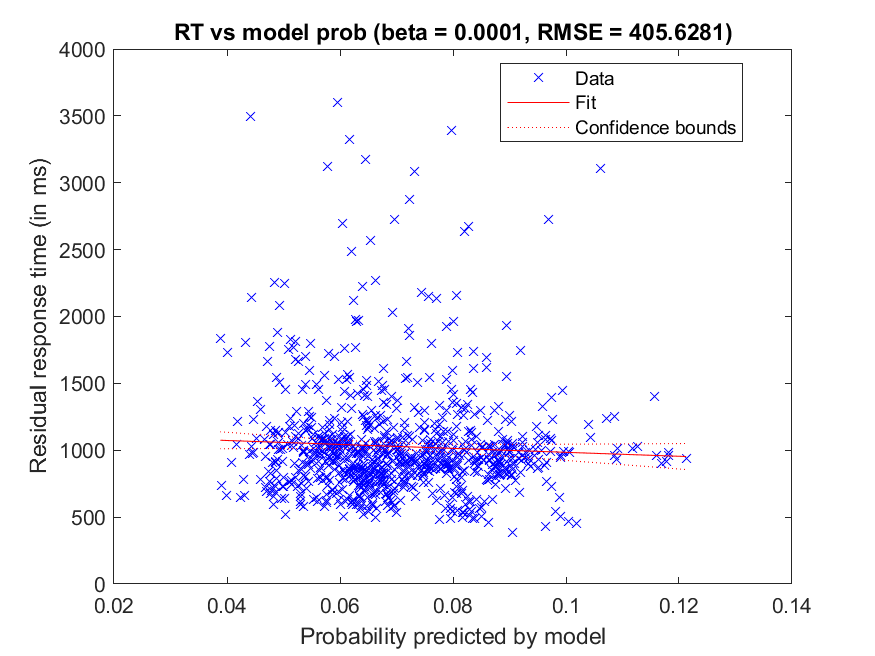 RT vs model prob (beta = 0.0001, RMSE = 405.6281)
4000
3500
3000
2500
2000
1500
1000
500
0
Residual response time (in ms)
Data
Fit
Confidence bounds
0.02
0.04
0.06
0.08
0.1
0.12
0.14
Probability predicted by model